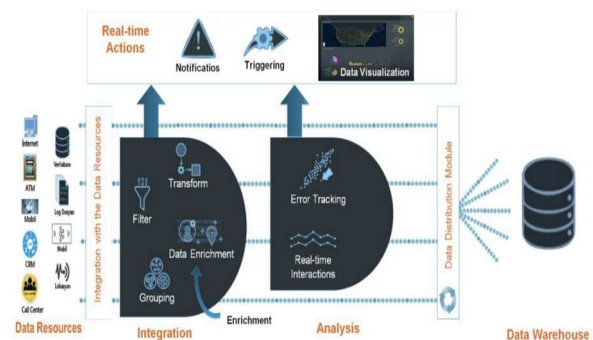 Real-time
Actions
Notificatios
Triggering
Data Visualization
Internet
ATM
Mobil
CRM
Call Center
Veritabanı
Log Dosyası
Mobil
Lokasyon
Data Resources
Integration with the Data Resources
Transform
Filter
Data Enrichment
Grouping
Enrichment
Integration
Error Tracking
Real-time
Interactions
Analysis
Data Distribution Module
Data Warehouse